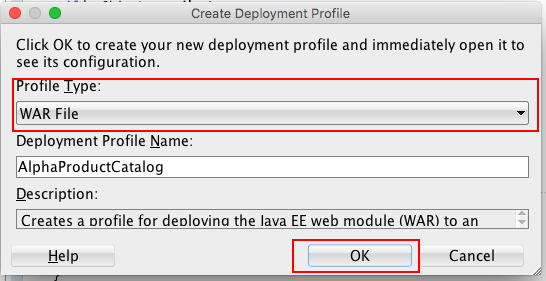 Create Deployment Profile
Click OK to create your new deployment profile and immediately open it to
see its configuration.
Profile Type:
WAR File
Deployment Profile Name:
AlphaProductCatalog
Description:
Creates a profile for deploying the Java EE web module (WAR) to an
Help OK Cancel
{